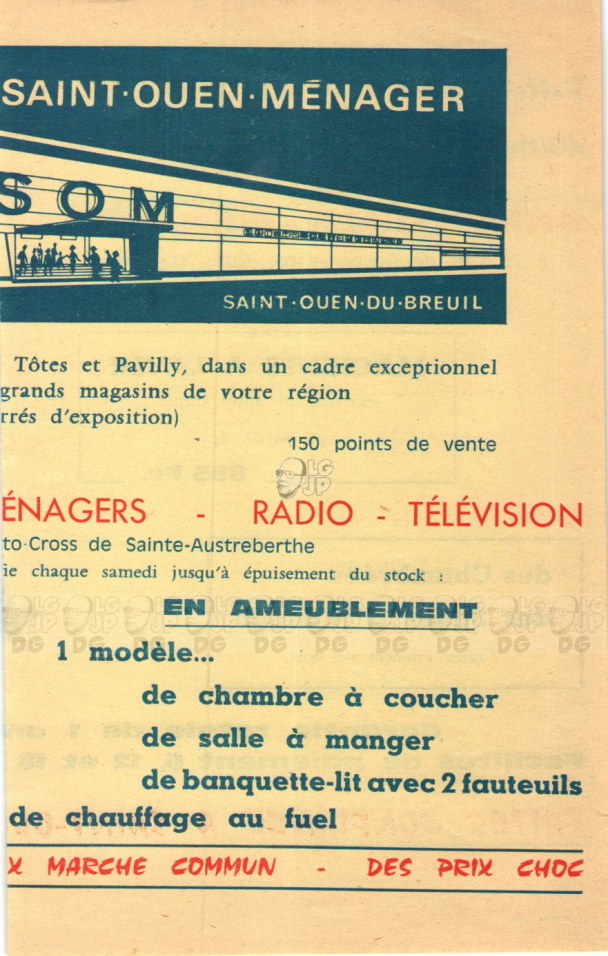 SAINT·OUEN·MÉNAGER
SOM
SAINT·OUEN·DU·BREUIL
Tôtes et Pavilly, dans un cadre exceptionnel
grands magasins de votre région
rrés d'exposition)
150 points de vente
LG
JP
ÉNAGERS - RADIO - TÉLÉVISION
to-Cross de Sainte-Austreberthe
ie chaque samedi jusqu'à épuisement du stock :
EN AMEUBLEMENT
1 modèle...
de chambre à coucher
de salle à manger
de banquette-lit avec 2 fauteuils
de chauffage au fuel
X MARCHE COMMUN - DES PRIX CHOC